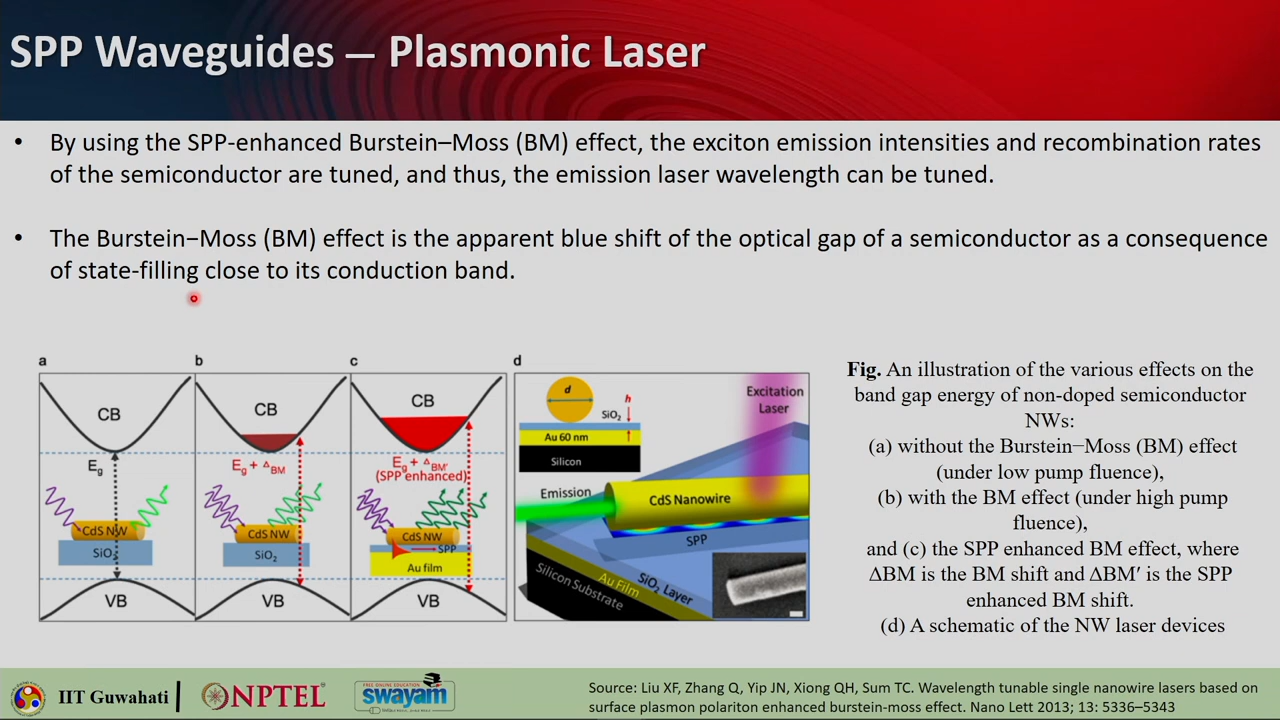 SPP Waveguides — Plasmonic Laser
• By using the SPP-enhanced Burstein–Moss (BM) effect, the exciton emission intensities and recombination rates
of the semiconductor are tuned, and thus, the emission laser wavelength can be tuned.
• The Burstein−Moss (BM) effect is the apparent blue shift of the optical gap of a semiconductor as a consequence
of state-filling close to its conduction band.
a
CB
Eg
CdS NW
SiO2
VB
b
CB
Eg + △BM
CdS NW
SiO2
VB
c
CB
Eg + △BM'
(SPP enhanced)
CdS NW
SPP
Au film
VB
d
d
h
SiO2
Au 60 nm
Silicon
Excitation
Laser
Emission
CdS Nanowire
SPP
SiO2 Layer
Au Film
Silicon Substrate
Fig. An illustration of the various effects on the
band gap energy of non-doped semiconductor
NWs:
(a) without the Burstein−Moss (BM) effect
(under low pump fluence),
(b) with the BM effect (under high pump
fluence),
and (c) the SPP enhanced BM effect, where
ΔBM is the BM shift and ΔBM′ is the SPP
enhanced BM shift.
(d) A schematic of the NW laser devices
IIT Guwahati
NPTEL
FREE ONLINE EDUCATION
swayam
Source: Liu XF, Zhang Q, Yip JN, Xiong QH, Sum TC. Wavelength tunable single nanowire lasers based on
surface plasmon polariton enhanced burstein-moss effect. Nano Lett 2013; 13: 5336–5343